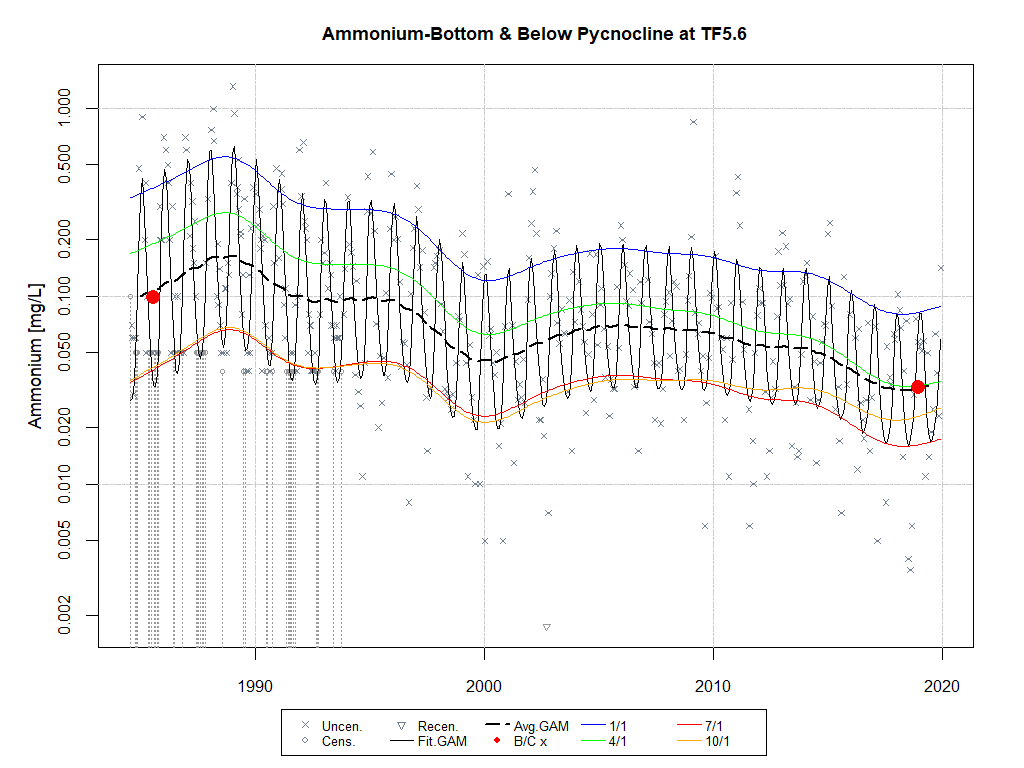 Ammonium-Bottom & Below Pycnocline at TF5.6
Ammonium [mg/L]
1.000
0.500
0.200
0.100
0.050
0.020
0.010
0.005
0.002
1990 2000 2010 2020
Uncen. Recen. Avg.GAM 1/1 7/1
Cens. Fit.GAM B/C x 4/1 10/1